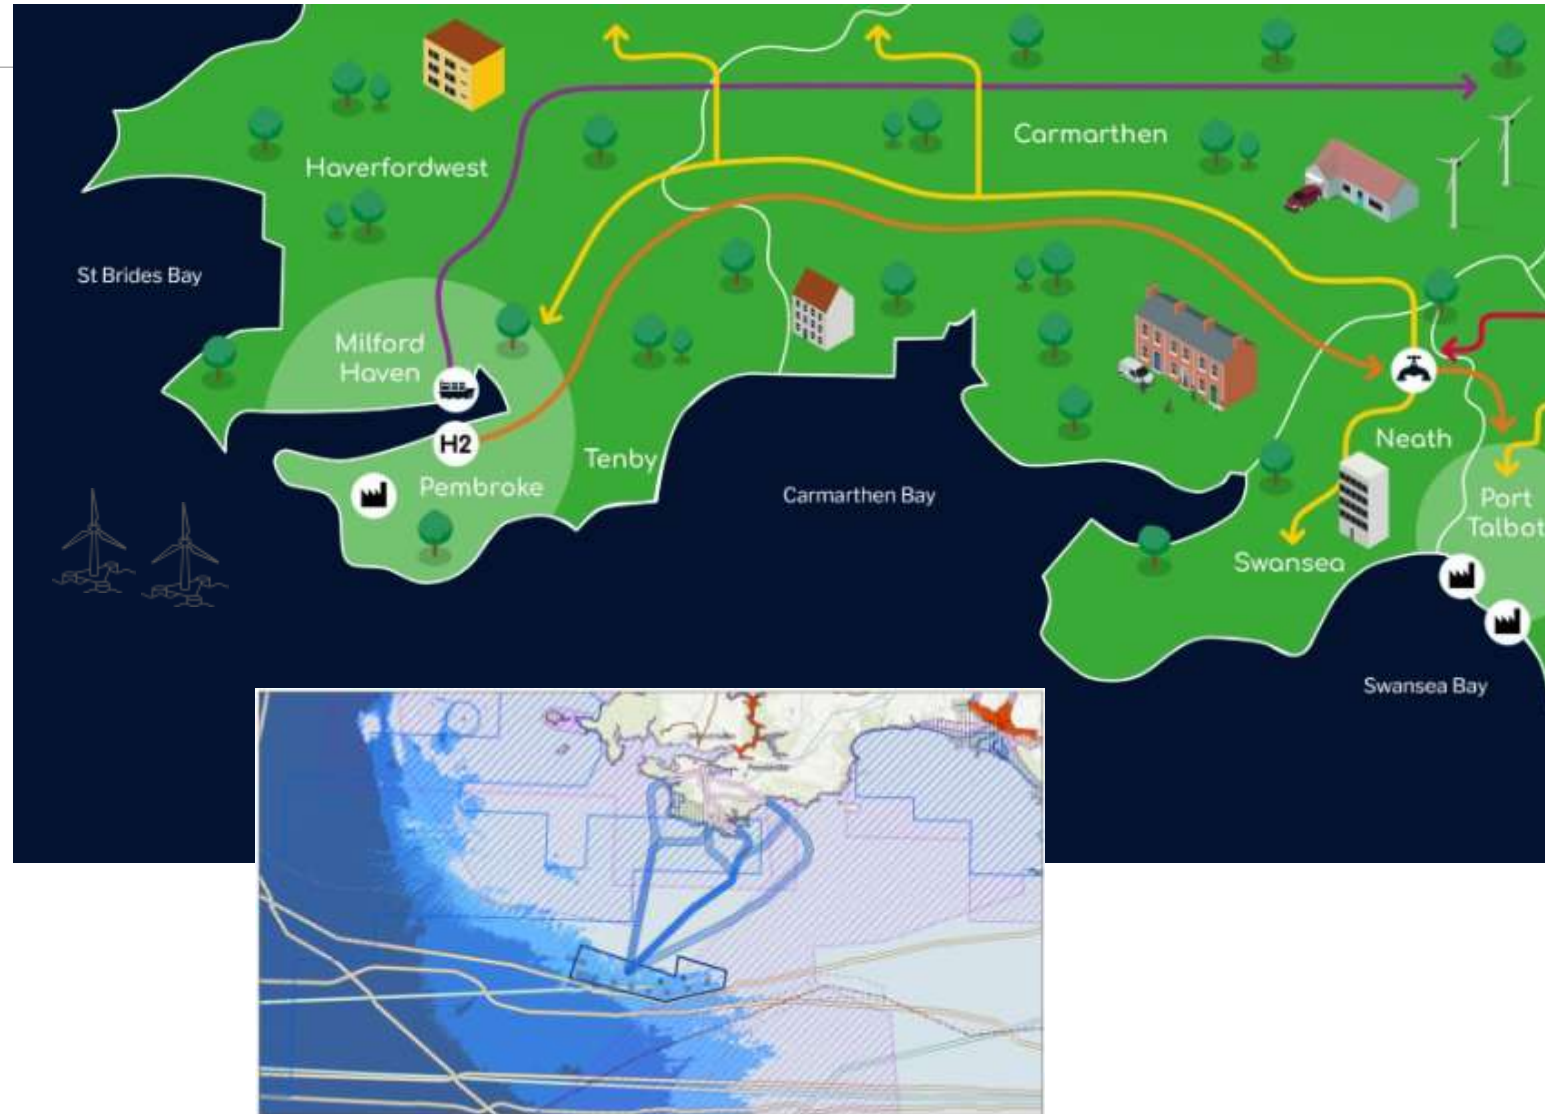 Haverfordwest
Carmarthen
St Brides Bay
Milford
Haven
H2
Pembroke
Tenby
Carmarthen Bay
Neath
Port
Talbot
Swansea
Swansea Bay